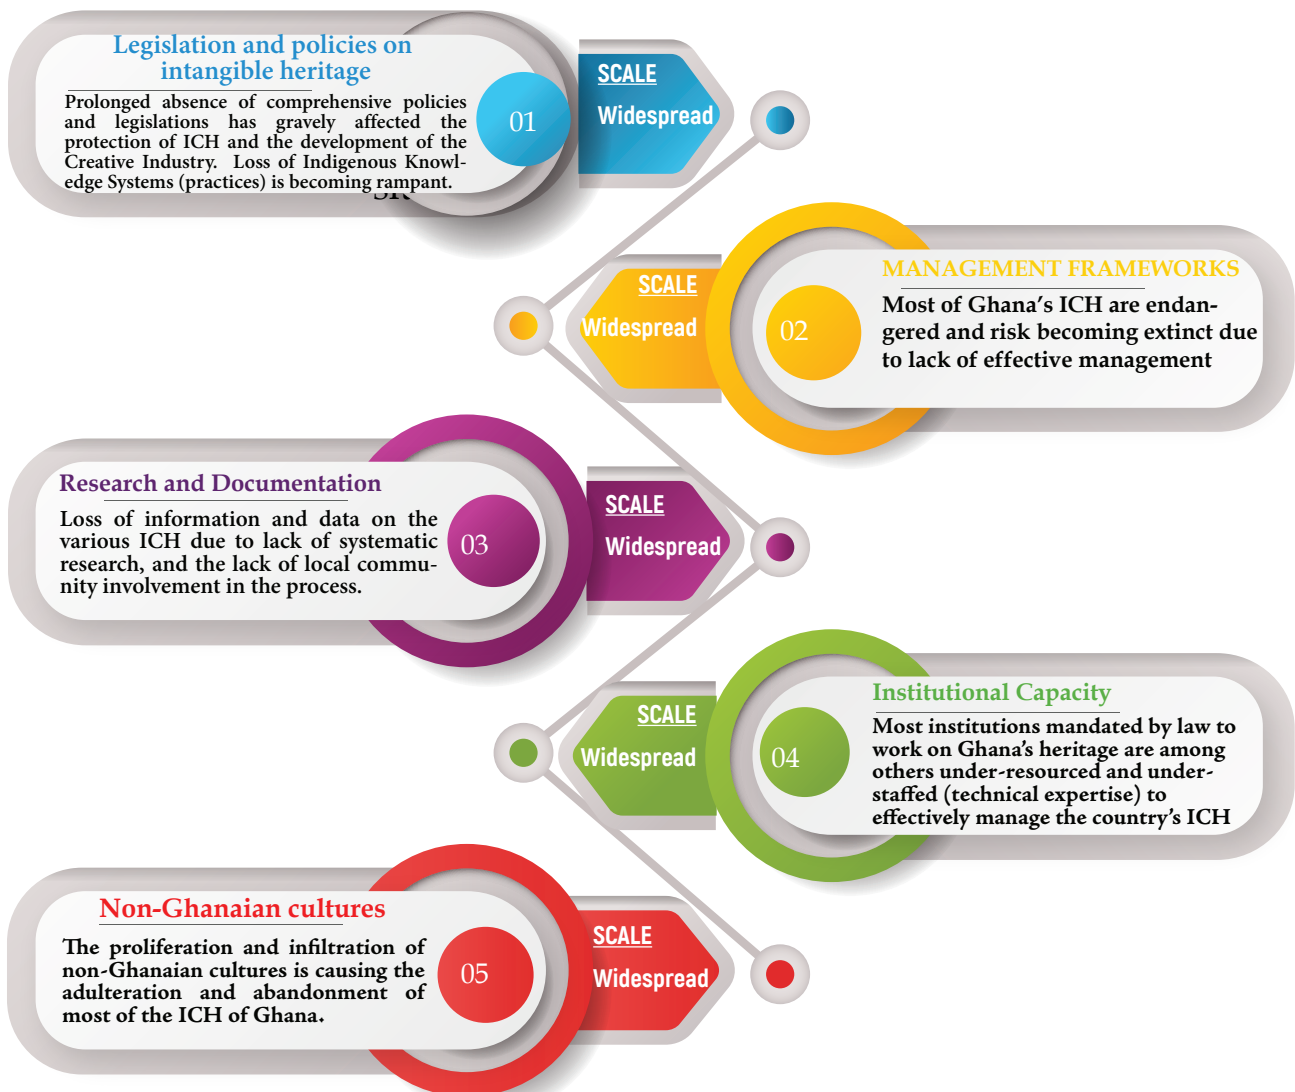 Legislation and policies on
intangible heritage
Prolonged absence of comprehensive policies
and legislations has gravely affected the
protection of ICH and the development of the
Creative Industry. Loss of Indigenous Knowl-
edge Systems (practices) is becoming rampant.
01
SCALE
Widespread
SCALE
Widespread
02
MANAGEMENT FRAMEWORKS
Most of Ghana's ICH are endan-
gered and risk becoming extinct due
to lack of effective management
Research and Documentation
Loss of information and data on the
various ICH due to lack of systematic
research, and the lack of local commu-
nity involvement in the process.
03
SCALE
Widespread
SCALE
Widespread
04
Institutional Capacity
Most institutions mandated by law to
work on Ghana's heritage are among
others under-resourced and under-
staffed (technical expertise) to
effectively manage the country's ICH
Non-Ghanaian cultures
The proliferation and infiltration of
non-Ghanaian cultures is causing the
adulteration and abandonment of
most of the ICH of Ghana.
05
SCALE
Widespread